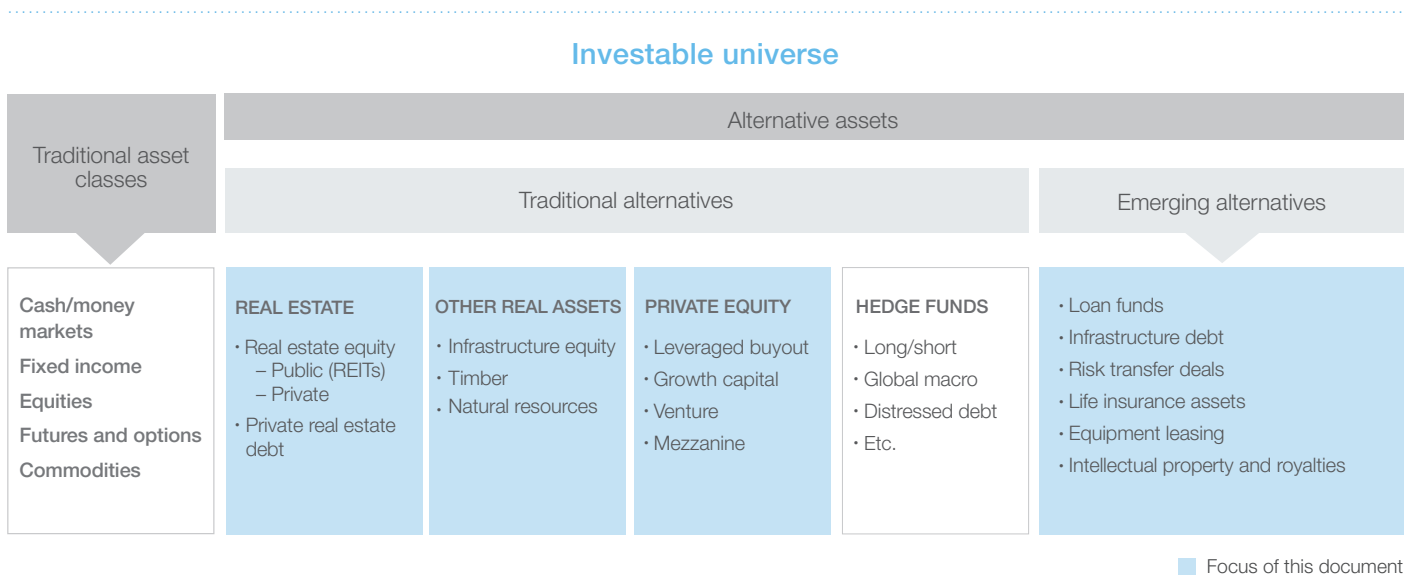 Investable universe
Traditional asset
classes
Alternative assets
Traditional alternatives
Emerging alternatives
Cash/money
markets
Fixed income
Equities
Futures and options
Commodities
REAL ESTATE
· Real estate equity
– Public (REITs)
– Private
· Private real estate
debt
OTHER REAL ASSETS
· Infrastructure equity
· Timber
· Natural resources
PRIVATE EQUITY
· Leveraged buyout
· Growth capital
· Venture
· Mezzanine
HEDGE FUNDS
· Long/short
· Global macro
· Distressed debt
· Etc.
· Loan funds
· Infrastructure debt
· Risk transfer deals
· Life insurance assets
· Equipment leasing
· Intellectual property and royalties
Focus of this document